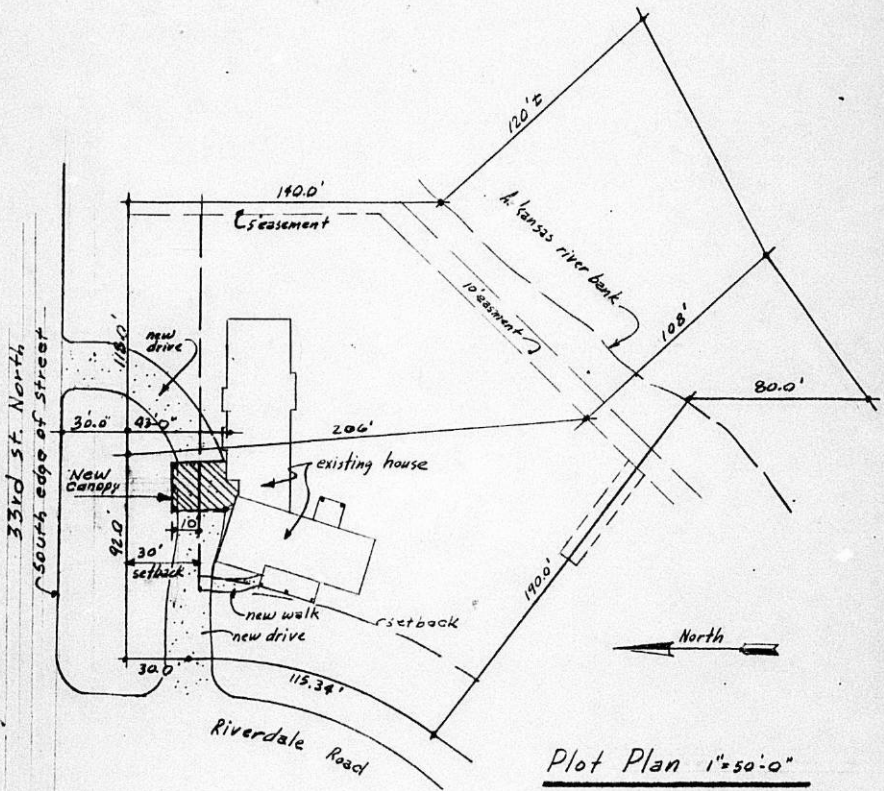 120'±
140.0'
5' easement
Arkansas river bank
10' easment
108'
80.0'
new
drive
118.0'
30'.0"
43'-0"
206'
existing house
New
Canopy
10'
92.0
30'
setback
33rd st. North
south edge of street
new walk
new drive
setback
190.0'
North
30.0
115.34'
Riverdale Road
Plot Plan 1"=50'-0"